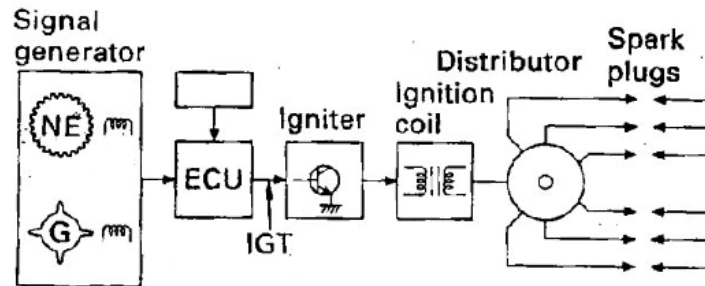 Signal
generator
NE
G
ECU
IGT
Igniter
Ignition
coil
Distributor
Spark
plugs